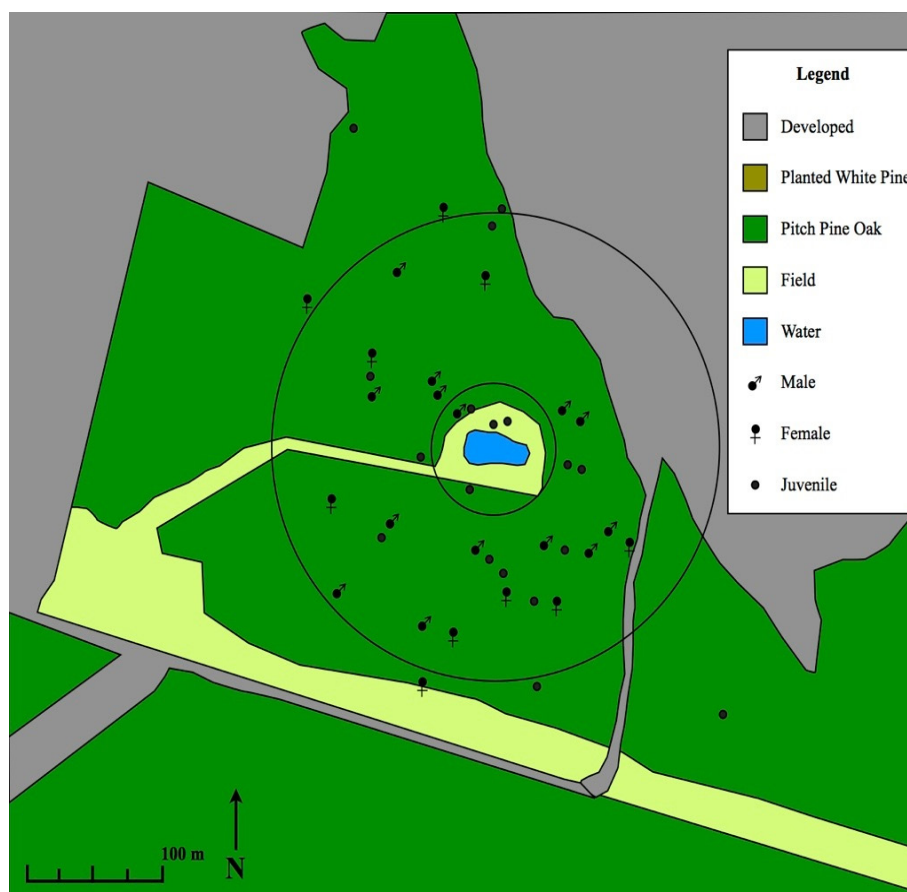 Legend
Developed
Planted White Pine
Pitch Pine Oak
Field
Water
Male
Female
Juvenile
100 m
N